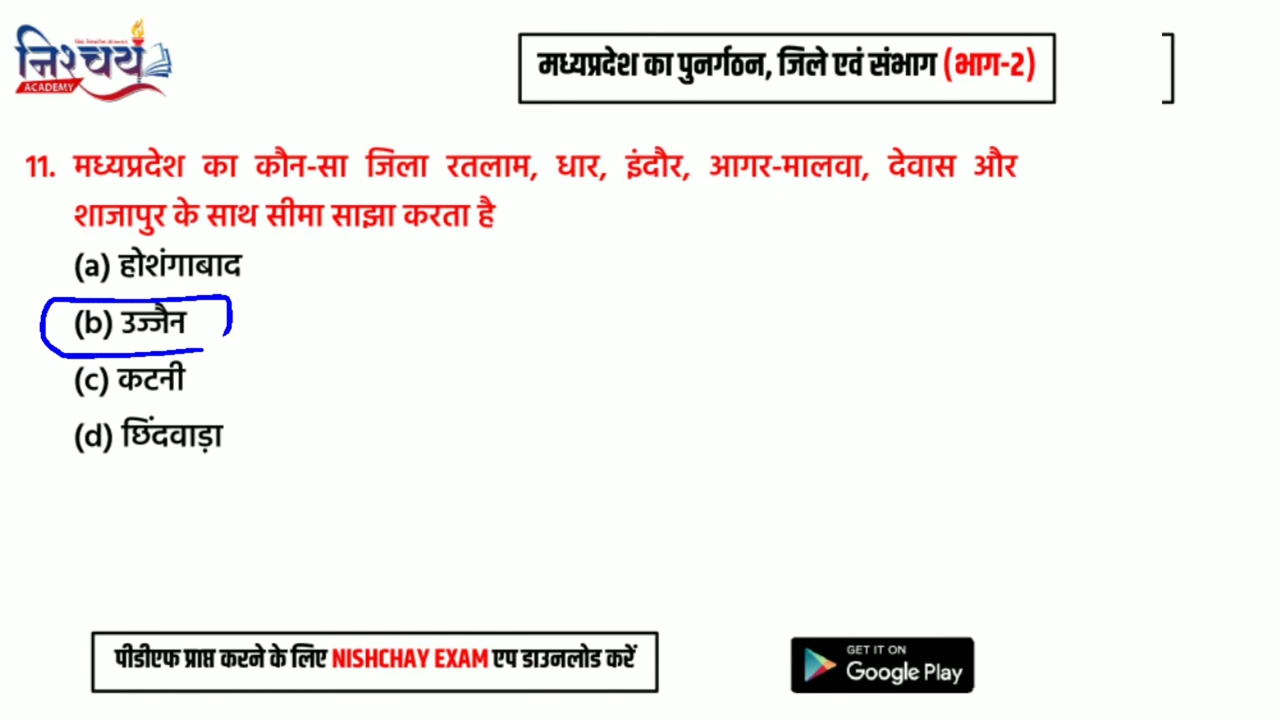 निश्चय
ACADEMY
मध्यप्रदेश का पुनर्गठन, जिले एवं संभाग (भाग-2)
11. मध्यप्रदेश का कौन-सा जिला रतलाम, धार, इंदौर, आगर-मालवा, देवास और
शाजापुर के साथ सीमा साझा करता है
(a) होशंगाबाद
(b) उज्जैन
(c) कटनी
(d) छिंदवाड़ा
पीडीएफ प्राप्त करने के लिए NISHCHAY EXAM एप डाउनलोड करें
GET IT ON
Google Play